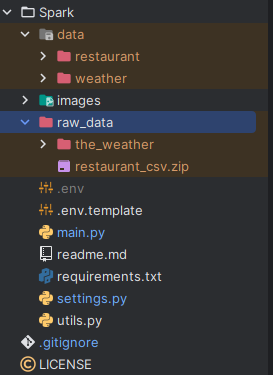 Spark
data
restaurant
weather
images
raw_data
the_weather
restaurant_csv.zip
.env
.env.template
main.py
readme.md
requirements.txt
settings.py
utils.py
.gitignore
LICENSE